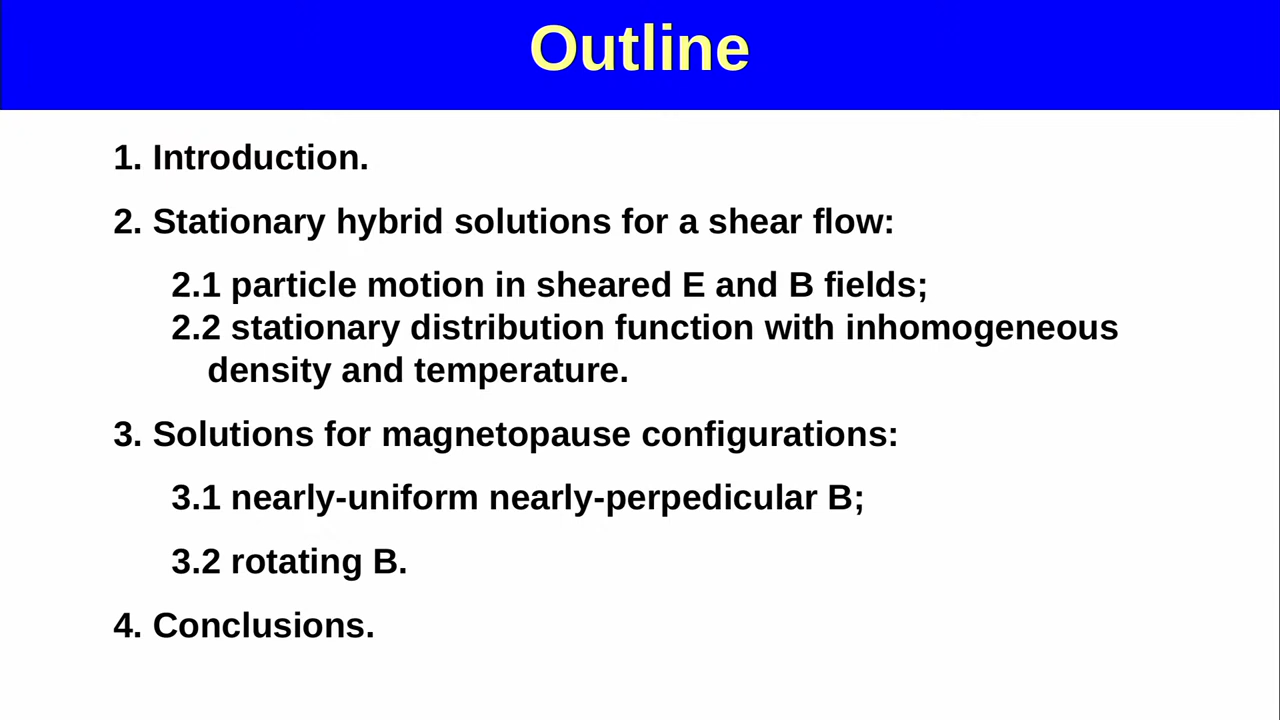 Outline
1. Introduction.
2. Stationary hybrid solutions for a shear flow:
2.1 particle motion in sheared E and B fields;
2.2 stationary distribution function with inhomogeneous
density and temperature.
3. Solutions for magnetopause configurations:
3.1 nearly-uniform nearly-perpedicular B;
3.2 rotating B.
4. Conclusions.